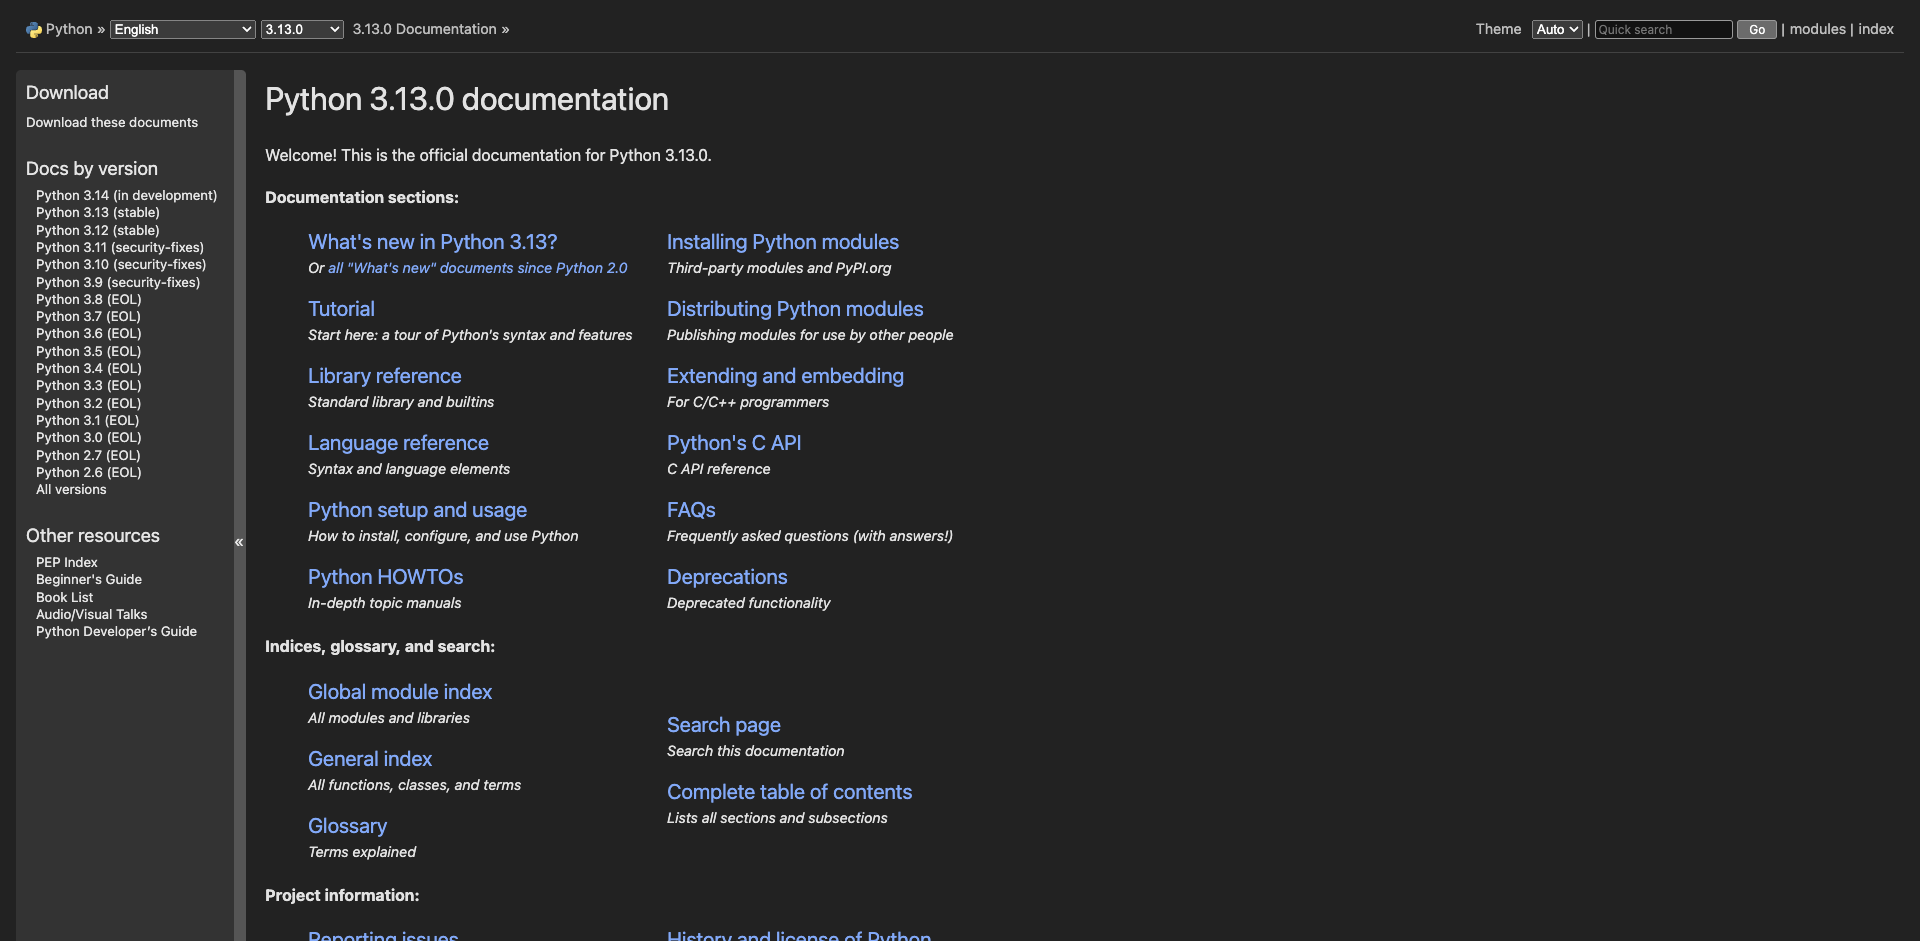 Python » English 3.13.0 3.13.0 Documentation »
Theme Auto | Quick search Go | modules | index
Download
Download these documents
Docs by version
Python 3.14 (in development)
Python 3.13 (stable)
Python 3.12 (stable)
Python 3.11 (security-fixes)
Python 3.10 (security-fixes)
Python 3.9 (security-fixes)
Python 3.8 (EOL)
Python 3.7 (EOL)
Python 3.6 (EOL)
Python 3.5 (EOL)
Python 3.4 (EOL)
Python 3.3 (EOL)
Python 3.2 (EOL)
Python 3.1 (EOL)
Python 3.0 (EOL)
Python 2.7 (EOL)
Python 2.6 (EOL)
All versions
Other resources
PEP Index
Beginner's Guide
Book List
Audio/Visual Talks
Python Developer’s Guide
«
Python 3.13.0 documentation
Welcome! This is the official documentation for Python 3.13.0.
Documentation sections:
What's new in Python 3.13?
Or all "What's new" documents since Python 2.0
Tutorial
Start here: a tour of Python's syntax and features
Library reference
Standard library and builtins
Language reference
Syntax and language elements
Python setup and usage
How to install, configure, and use Python
Python HOWTOs
In-depth topic manuals
Installing Python modules
Third-party modules and PyPI.org
Distributing Python modules
Publishing modules for use by other people
Extending and embedding
For C/C++ programmers
Python's C API
C API reference
FAQs
Frequently asked questions (with answers!)
Deprecations
Deprecated functionality
Indices, glossary, and search:
Global module index
All modules and libraries
General index
All functions, classes, and terms
Glossary
Terms explained
Search page
Search this documentation
Complete table of contents
Lists all sections and subsections
Project information:
Reporting issues
History and license of Python